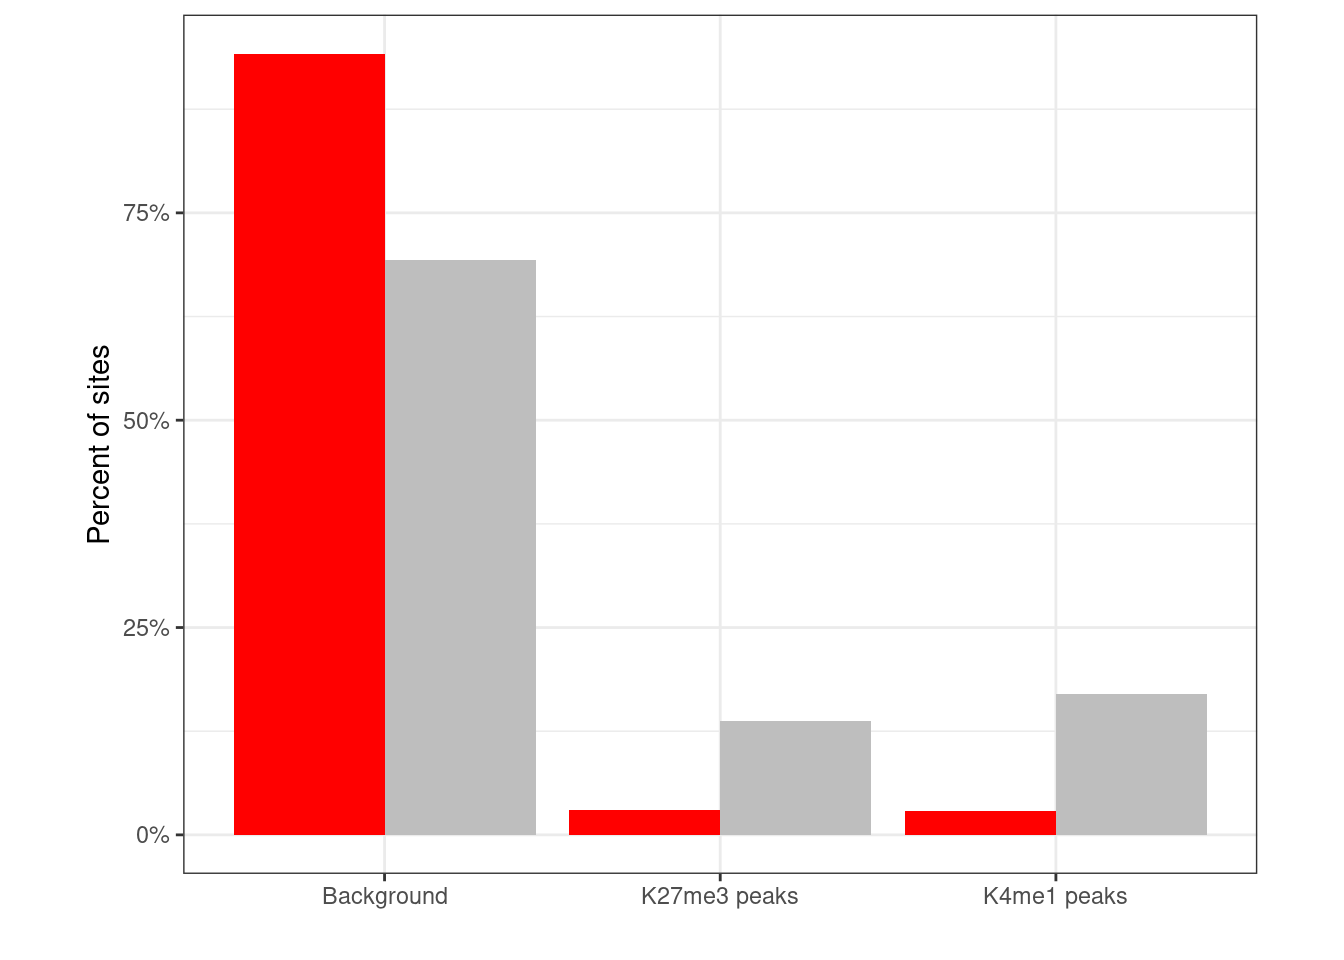 Percent of sites
75%
50%
25%
0%
Background
K27me3 peaks
K4me1 peaks